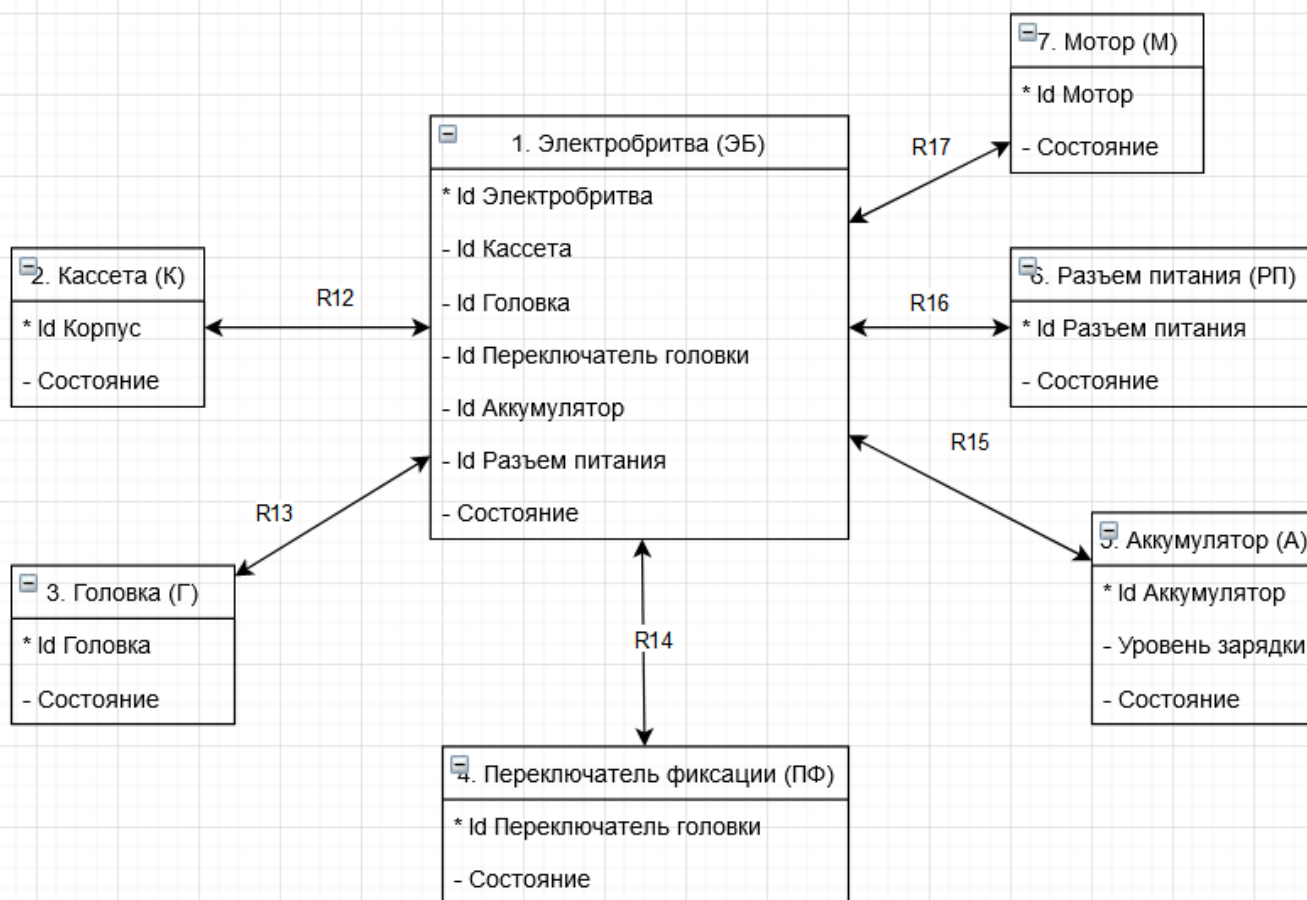 7. Мотор (М)
* Id Мотор
- Состояние
R17
1. Электробритва (ЭБ)
* Id Электробритва
- Id Кассета
- Id Головка
- Id Переключатель головки
- Id Аккумулятор
- Id Разъем питания
- Состояние
2. Кассета (К)
* Id Корпус
- Состояние
R12
6. Разъем питания (РП)
* Id Разъем питания
- Состояние
R16
R15
R13
3. Головка (Г)
* Id Головка
- Состояние
R14
5. Аккумулятор (А)
* Id Аккумулятор
- Уровень зарядки
- Состояние
4. Переключатель фиксации (ПФ)
* Id Переключатель головки
- Состояние